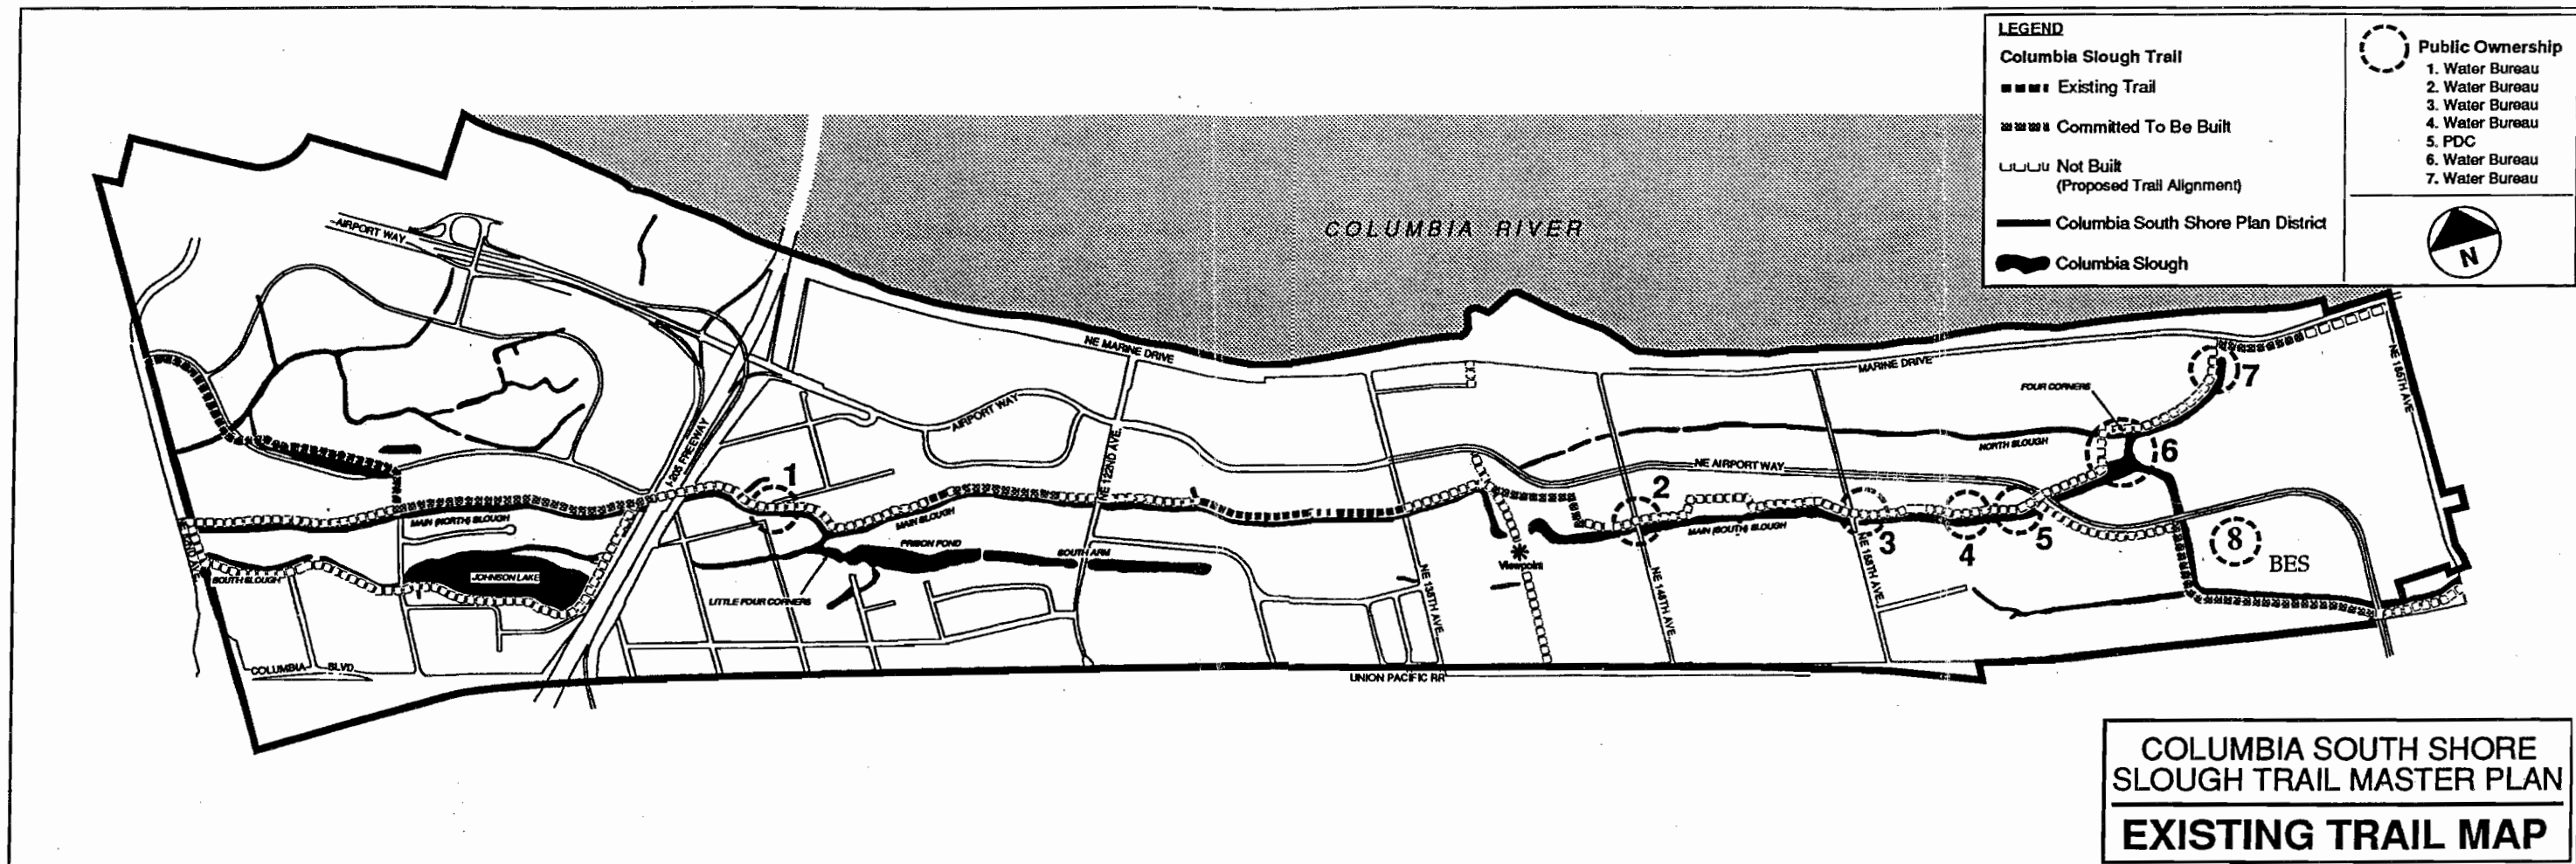 LEGEND
Columbia Slough Trail
Existing Trail
Committed To Be Built
Not Built
(Proposed Trail Alignment)
Columbia South Shore Plan District
Columbia Slough
Public Ownership
1. Water Bureau
2. Water Bureau
3. Water Bureau
4. Water Bureau
5. PDC
6. Water Bureau
7. Water Bureau
N
COLUMBIA RIVER
AIRPORT WAY
NE MARINE DRIVE
MARINE DRIVE
NE 185TH AVE.
FOUR CORNERS
7
AIRPORT WAY
I-205 FREEWAY
NE 122ND AVE.
NORTH SLOUGH
6
NE AIRPORT WAY
1
2
MAIN (NORTH) SLOUGH
MAIN SLOUGH
MAIN (SOUTH) SLOUGH
3
4
5
8
BES
PRISON POND
SOUTH ARM
Viewpoint
SOUTH SLOUGH
JOHNSON LAKE
LITTLE FOUR CORNERS
NE 138TH AVE.
NE 148TH AVE.
NE 158TH AVE.
COLUMBIA BLVD
UNION PACIFIC RR
COLUMBIA SOUTH SHORE
SLOUGH TRAIL MASTER PLAN
EXISTING TRAIL MAP